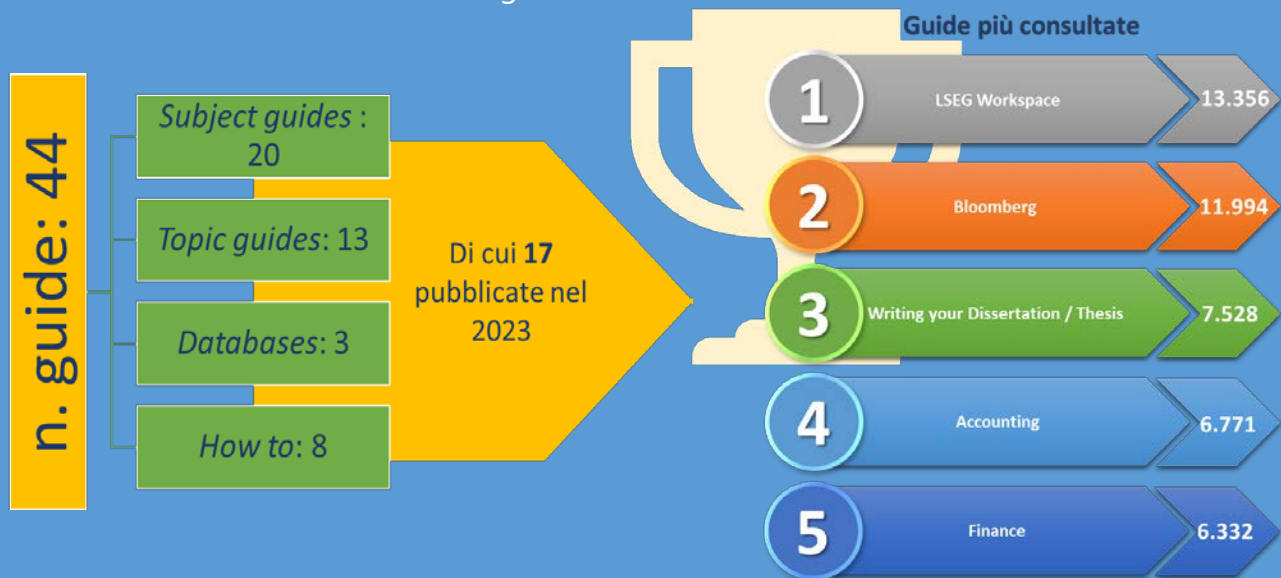 n. guide: 44
Subject guides :
20
Topic guides: 13
Databases: 3
How to: 8
Di cui 17
pubblicate nel
2023
Guide più consultate
1 LSEG Workspace 13.356
2 Bloomberg 11.994
3 Writing your Dissertation / Thesis 7.528
4 Accounting 6.771
5 Finance 6.332